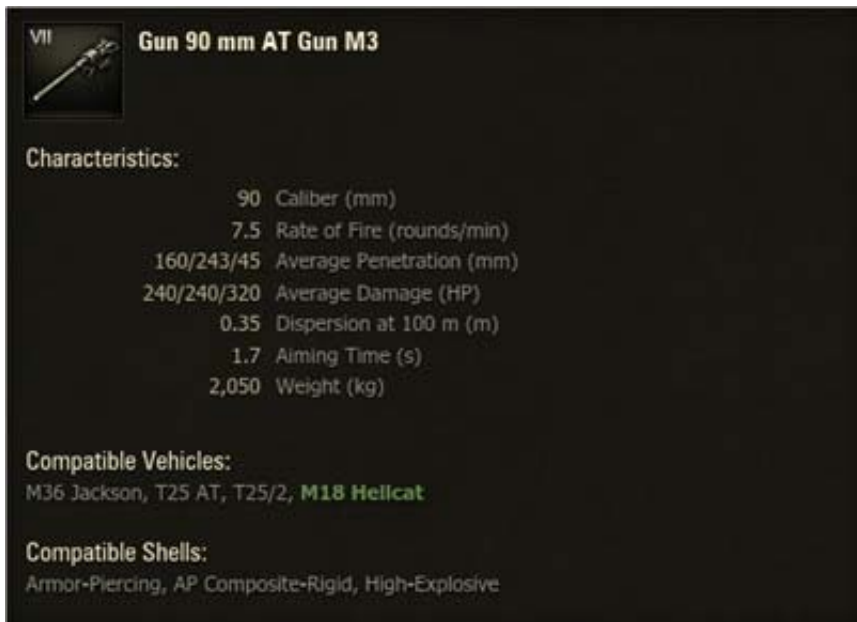 VII
Gun 90 mm AT Gun M3
Characteristics:
90 Caliber (mm)
7.5 Rate of Fire (rounds/min)
160/243/45 Average Penetration (mm)
240/240/320 Average Damage (HP)
0.35 Dispersion at 100 m (m)
1.7 Aiming Time (s)
2,050 Weight (kg)
Compatible Vehicles:
M36 Jackson, T25 AT, T25/2, M18 Hellcat
Compatible Shells:
Armor-Piercing, AP Composite-Rigid, High-Explosive